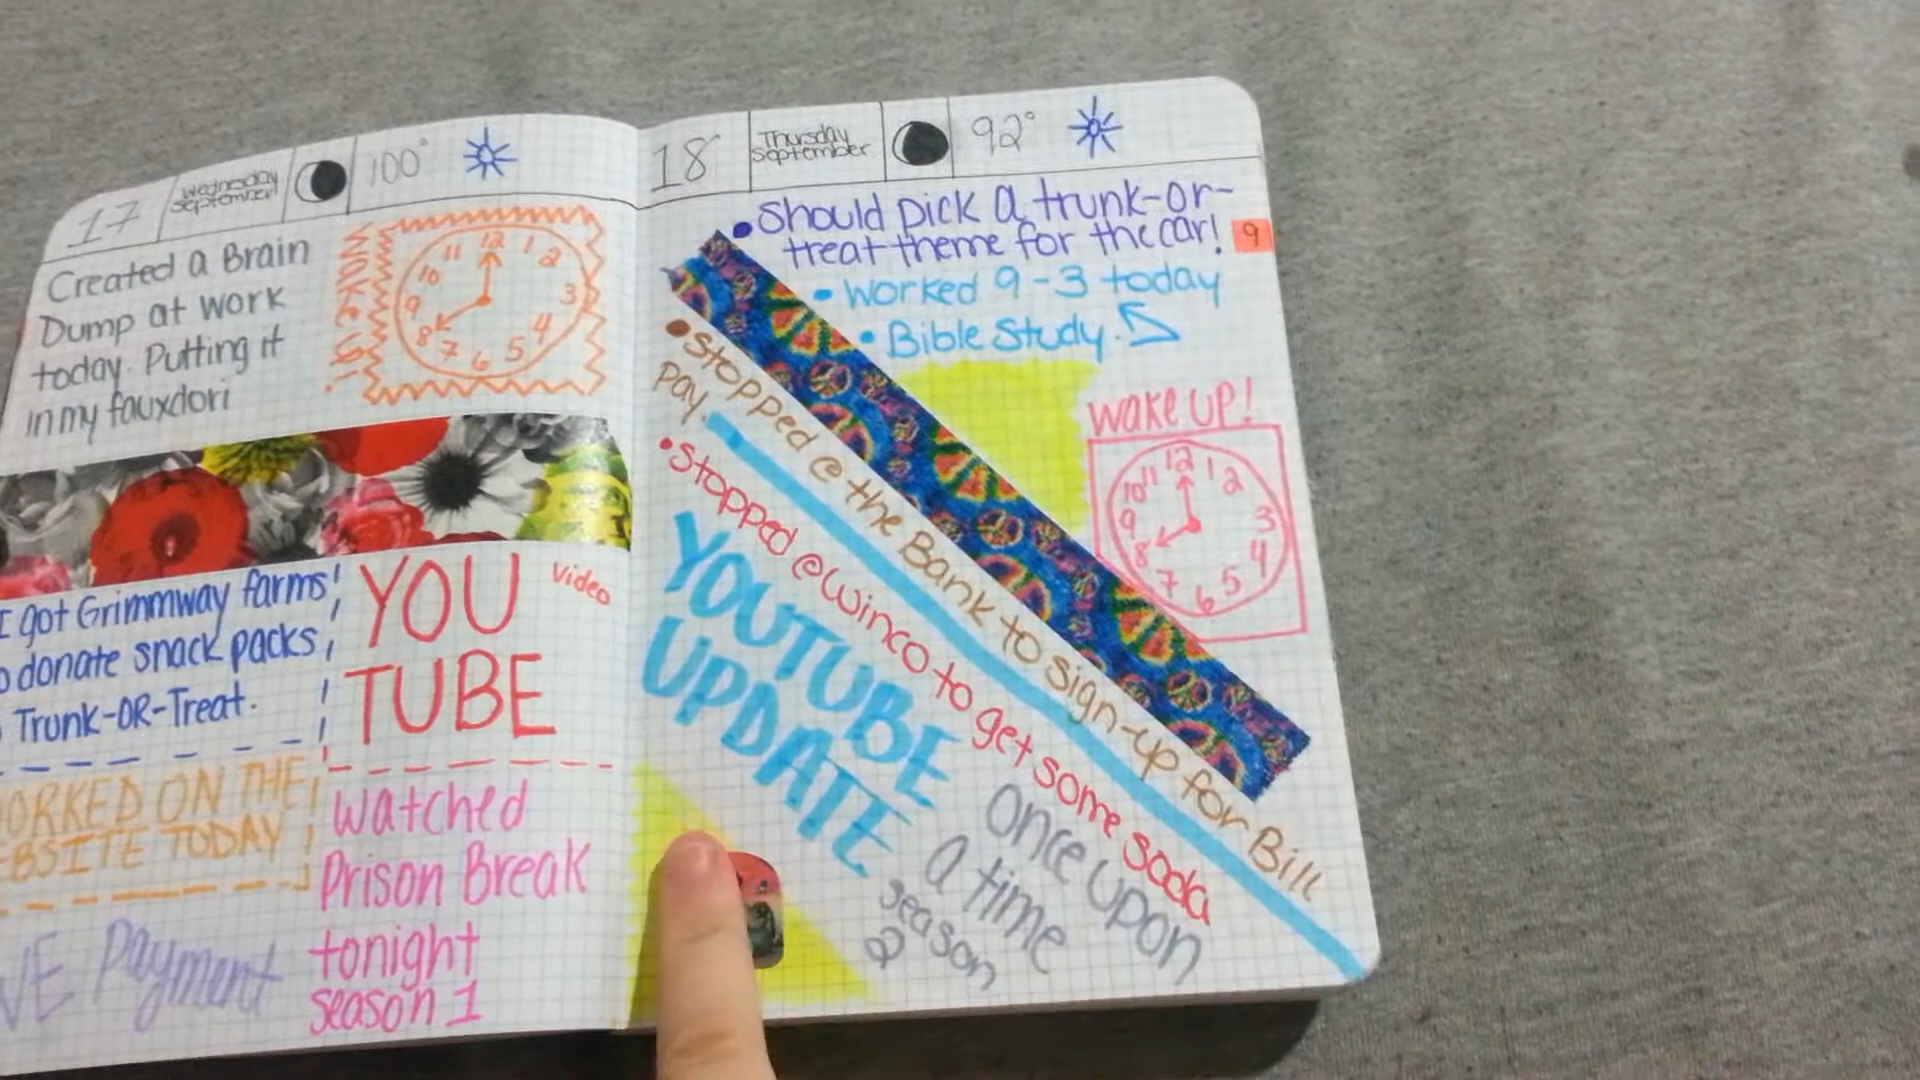 17
Wednesday
September
100°
Created a Brain
Dump at work
today. Putting it
in my fauxdori
Wake up!
12
1
2
3
4
5
6
7
8
9
10
11
I got Grimmway farms
donate snack packs
Trunk-OR-Treat.
YOU
TUBE
Video
WORKED ON THE
WEBSITE TODAY
Payment
Watched
Prison Break
tonight
season 1
18
Thursday
September
92°
• Should pick a trunk-or-
treat theme for the car!
9
• Worked 9-3 today
• Bible Study.
• Stopped @ the Bank to sign-up for Bill
pay.
wake up!
12
1
2
3
4
5
6
7
8
9
10
11
• Stopped @ winco to get some soda
YOUTUBE
UPDATE
once upon
a time
season
2